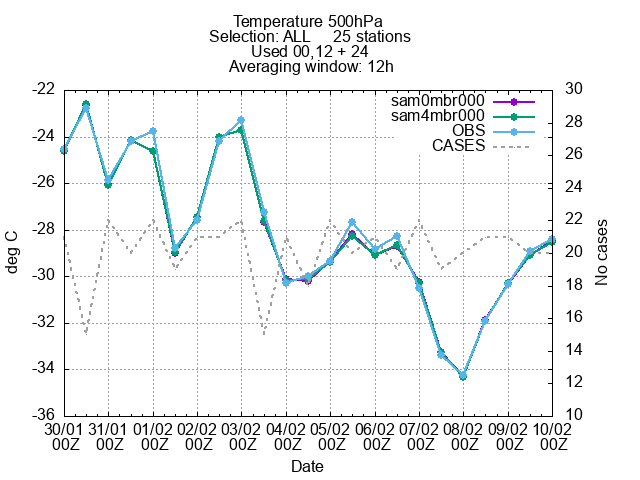 Temperature 500hPa
Selection: ALL 25 stations
Used 00,12 + 24
Averaging window: 12h
-22
-24
-26
-28
-30
-32
-34
-36
deg C
sam0mbr000
sam4mbr000
OBS
CASES
30
28
26
24
22
20
18
16
14
12
10
No cases
30/01 31/01 01/02 02/02 03/02 04/02 05/02 06/02 07/02 08/02 09/02 10/02
00Z 00Z 00Z 00Z 00Z 00Z 00Z 00Z 00Z 00Z 00Z 00Z
Date